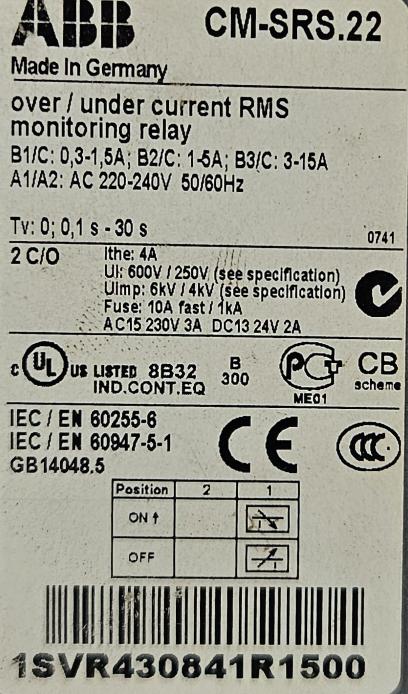 ABB CM-SRS.22
Made In Germany
over / under current RMS
monitoring relay
B1/C: 0,3-1,5A; B2/C: 1-5A; B3/C: 3-15A
A1/A2: AC 220-240V 50/60Hz
Tv: 0; 0,1 s - 30 s
0741
2 C/O Ithe: 4A
Ui: 600V / 250V (see specification)
Uimp: 6kV / 4kV (see specification)
Fuse: 10A fast / 1kA
AC15 230V 3A DC13 24V 2A
C UL US LISTED 8B32
IND.CONT.EQ
B
300
PCT
ME01
CB
scheme
IEC / EN 60255-6
IEC / EN 60947-5-1
GB14048.5
CE
CCC
Position 2 1
ON ↑
OFF
1SVR430841R1500